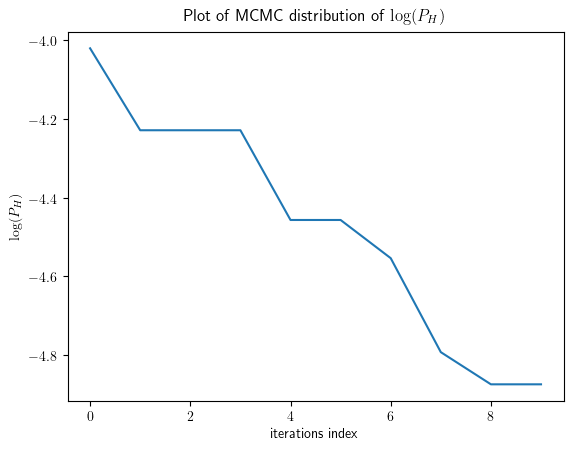 Plot of MCMC distribution of log(P_H)
−4.0
−4.2
−4.4
−4.6
−4.8
log(P_H)
0 2 4 6 8
iterations index